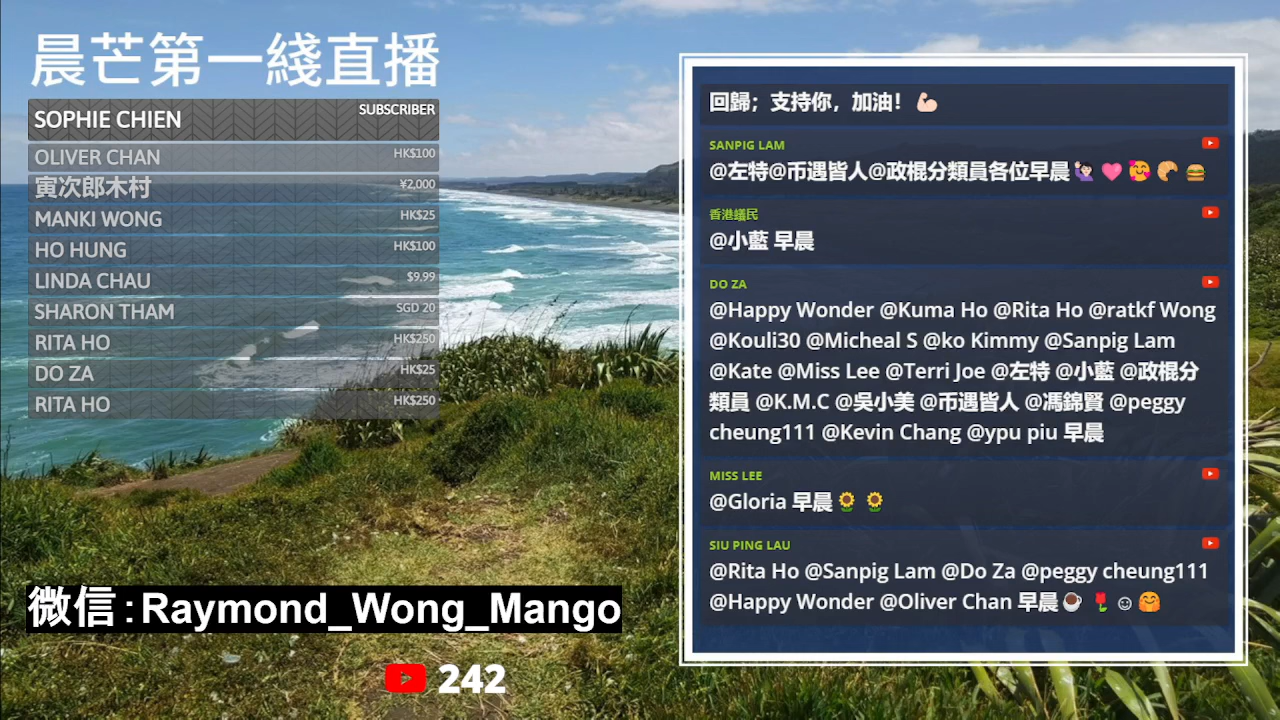 晨芒第一綫直播
SOPHIE CHIEN SUBSCRIBER
OLIVER CHAN HK$100
寅次郎木村 ¥2,000
MANKI WONG HK$25
HO HUNG HK$100
LINDA CHAU $9.99
SHARON THAM SGD 20
RITA HO HK$250
DO ZA HK$25
RITA HO HK$250
微信:Raymond_Wong_Mango
242
回歸；支持你，加油！💪🏻
SANPIG LAM
@左特@币遇皆人@政棍分類員各位早晨🙋🏻‍♀️💗🥰🥐🍔
香港蟻民
@小藍 早晨
DO ZA
@Happy Wonder @Kuma Ho @Rita Ho @ratkf Wong
@Kouli30 @Micheal S @ko Kimmy @Sanpig Lam
@Kate @Miss Lee @Terri Joe @左特 @小藍 @政棍分
類員 @K.M.C @吳小美 @币遇皆人 @馮錦賢 @peggy
cheung111 @Kevin Chang @ypu piu 早晨
MISS LEE
@Gloria 早晨🌻🌻
SIU PING LAU
@Rita Ho @Sanpig Lam @Do Za @peggy cheung111
@Happy Wonder @Oliver Chan 早晨☕🌷☺🤗